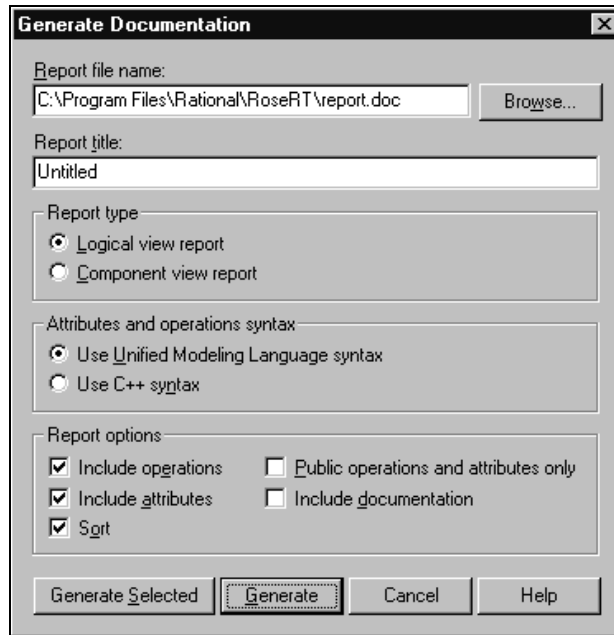 Generate Documentation
Report file name:
C:\Program Files\Rational\RoseRT\report.doc
Browse...
Report title:
Untitled
Report type
Logical view report
Component view report
Attributes and operations syntax
Use Unified Modeling Language syntax
Use C++ syntax
Report options
Include operations
Public operations and attributes only
Include attributes
Include documentation
Sort
Generate Selected
Generate
Cancel
Help